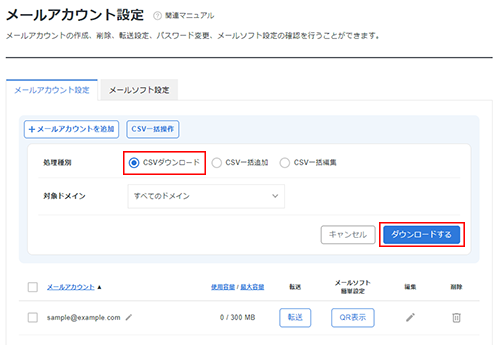 メールアカウント設定 ? 関連マニュアル
メールアカウントの作成、削除、転送設定、パスワード変更、メールソフト設定の確認を行うことができます。
メールアカウント設定 メールソフト設定
+メールアカウントを追加 CSV一括操作
処理種別 CSVダウンロード CSV一括追加 CSV一括編集
対象ドメイン すべてのドメイン
キャンセル ダウンロードする
メールアカウント ▲ 使用容量 / 最大容量 転送 メールソフト 編集 削除
簡単設定
sample@example.com 0 / 300 MB 転送 QR表示